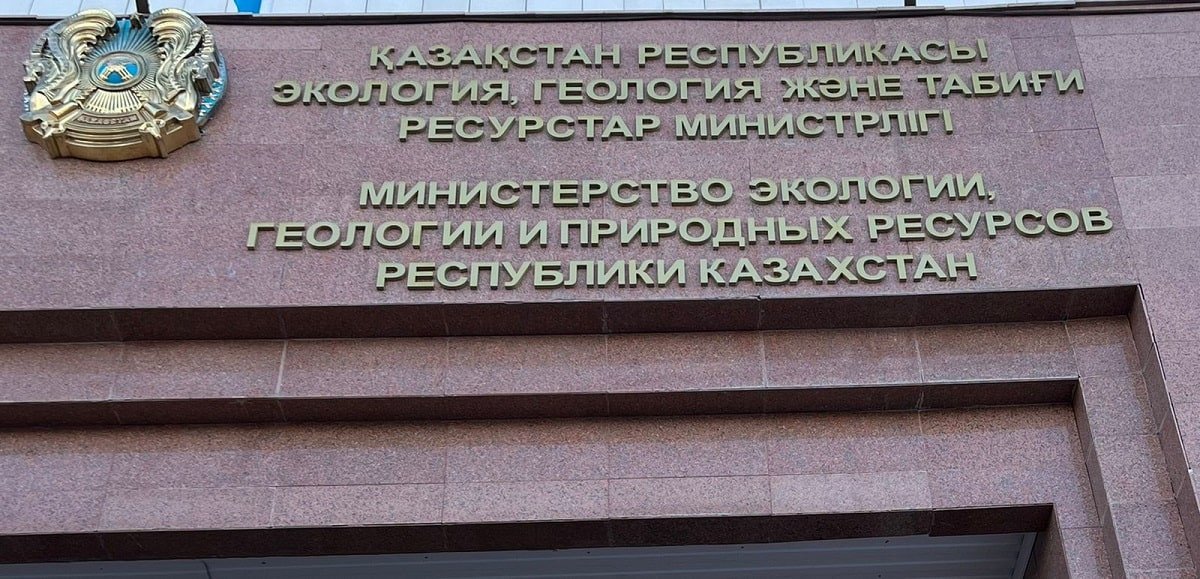 ҚАЗАҚСТАН РЕСПУБЛИКАСЫ
ЭКОЛОГИЯ, ГЕОЛОГИЯ ЖӘНЕ ТАБИҒИ
РЕСУРСТАР МИНИСТРЛІГІ
МИНИСТЕРСТВО ЭКОЛОГИИ,
ГЕОЛОГИИ И ПРИРОДНЫХ РЕСУРСОВ
РЕСПУБЛИКИ КАЗАХСТАН